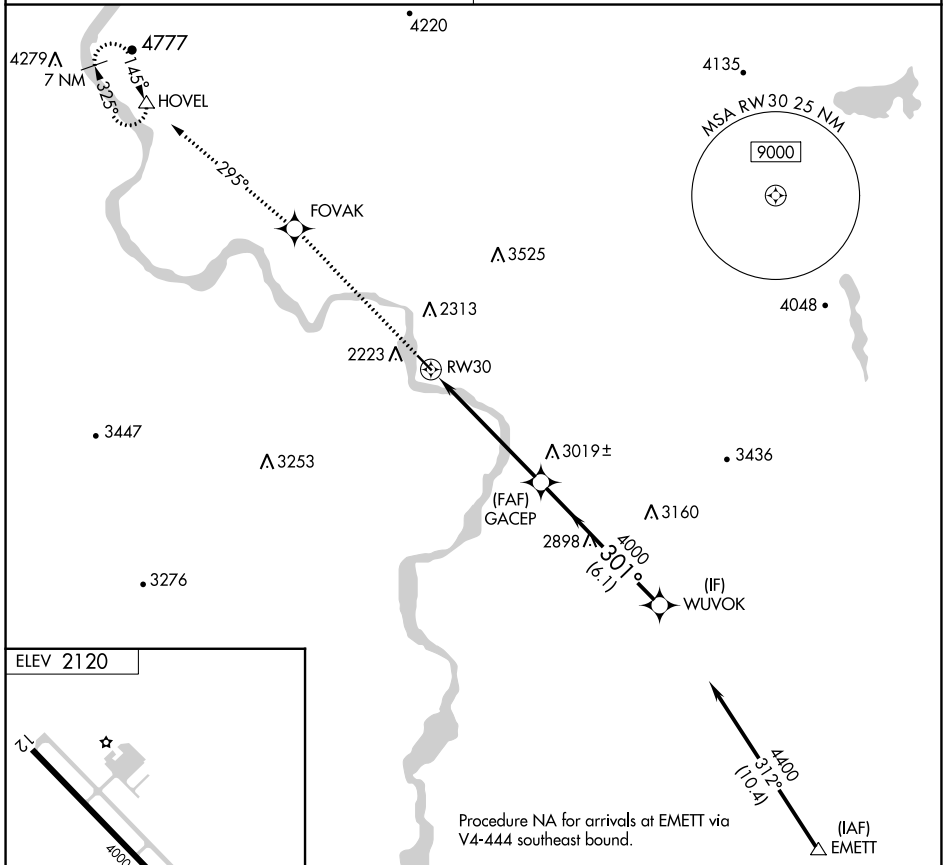 4220
4777
4279
7 NM
145°
325°
HOVEL
4135
MSA RW30 25 NM
9000
295°
FOVAK
3525
2313
4048
2223
RW30
3447
3253
3019±
3436
(FAF)
GACEP
3160
2898
4000
301°
(6.1)
(IF)
WUVOK
3276
ELEV 2120
12
4000
4400
312°
(10.4)
Procedure NA for arrivals at EMETT via
V4-444 southeast bound.
(IAF)
EMETT